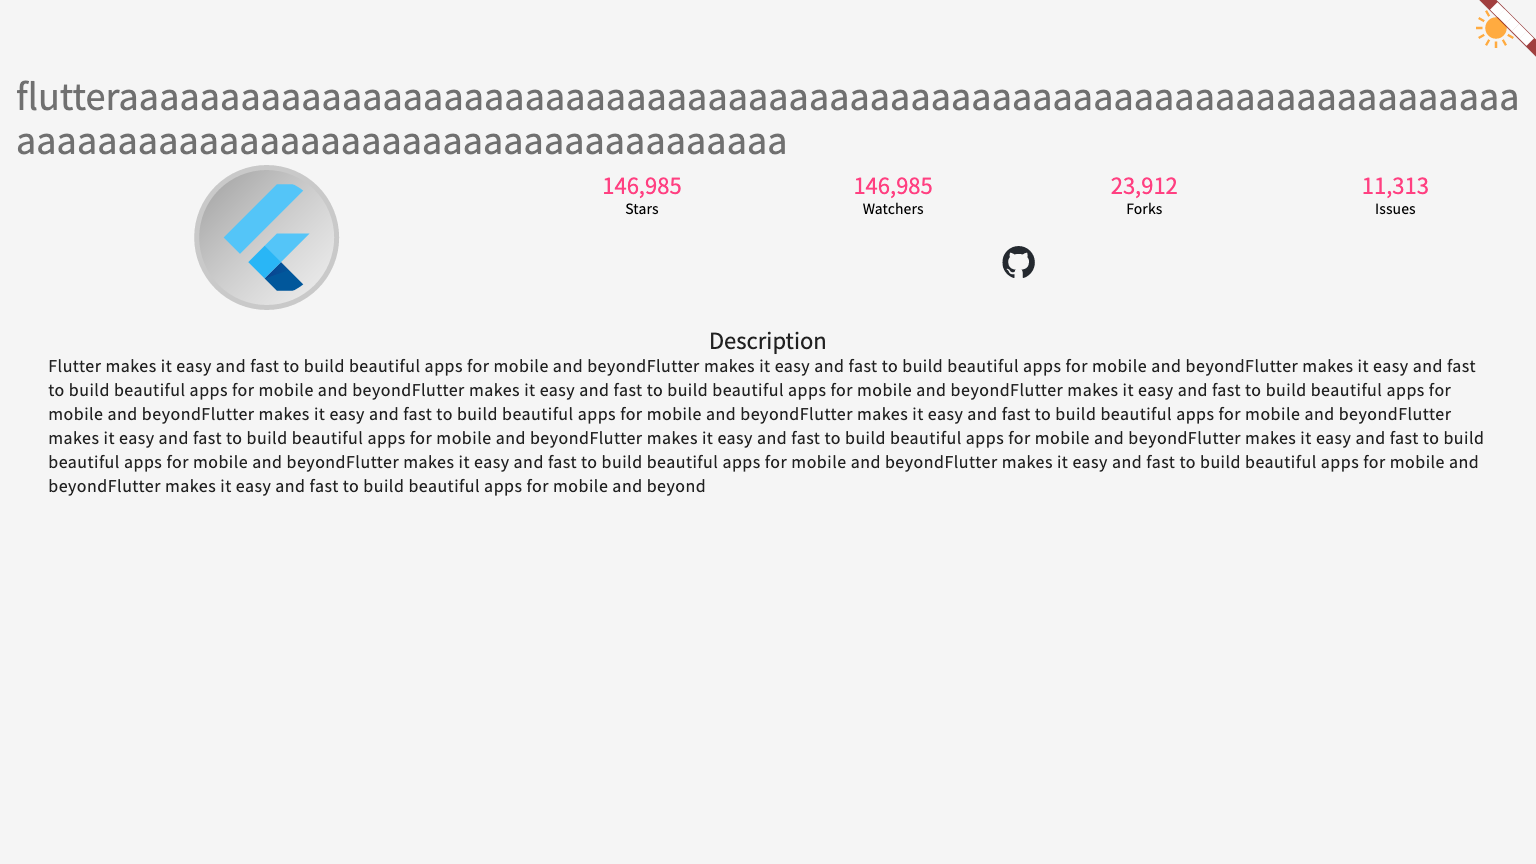 flutteraaaaaaaaaaaaaaaaaaaaaaaaaaaaaaaaaaaaaaaaaaaaaaaaaaaaaaaaaaaaaaaaaaaaa
aaaaaaaaaaaaaaaaaaaaaaaaaaaaaaaaaaaaaa
146,985 146,985 23,912 11,313
Stars Watchers Forks Issues
Description
Flutter makes it easy and fast to build beautiful apps for mobile and beyondFlutter makes it easy and fast to build beautiful apps for mobile and beyondFlutter makes it easy and fast
to build beautiful apps for mobile and beyondFlutter makes it easy and fast to build beautiful apps for mobile and beyondFlutter makes it easy and fast to build beautiful apps for
mobile and beyondFlutter makes it easy and fast to build beautiful apps for mobile and beyondFlutter makes it easy and fast to build beautiful apps for mobile and beyondFlutter
makes it easy and fast to build beautiful apps for mobile and beyondFlutter makes it easy and fast to build beautiful apps for mobile and beyondFlutter makes it easy and fast to build
beautiful apps for mobile and beyondFlutter makes it easy and fast to build beautiful apps for mobile and beyondFlutter makes it easy and fast to build beautiful apps for mobile and
beyondFlutter makes it easy and fast to build beautiful apps for mobile and beyond